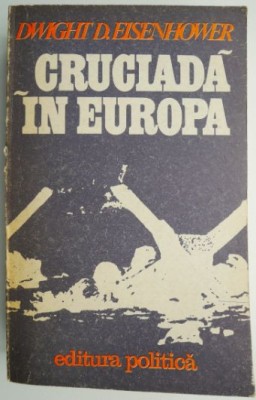 DWIGHT D. EISENHOWER
CRUCIADĂ
ÎN EUROPA
editura politică